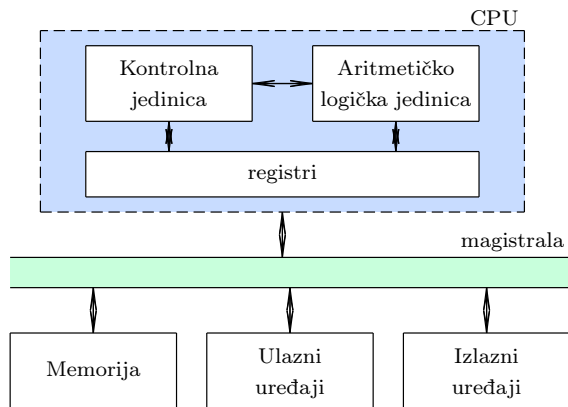 CPU
Kontrolna
jedinica
Aritmetičko
logička jedinica
registri
magistrala
Memorija
Ulazni
uređaji
Izlazni
uređaji